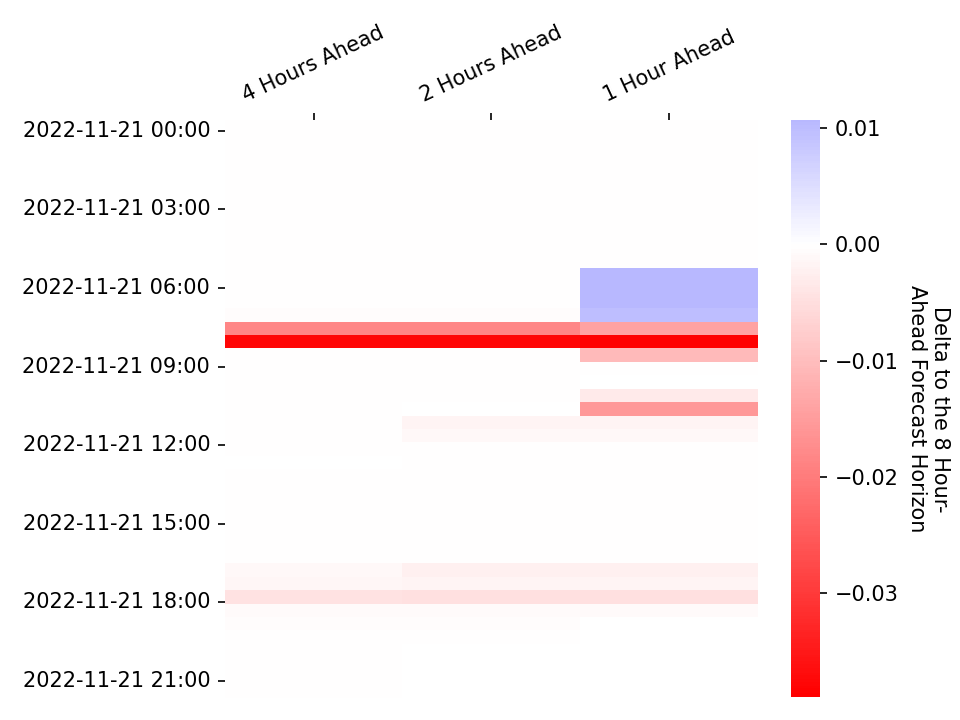 4 Hours Ahead
2 Hours Ahead
1 Hour Ahead
2022-11-21 00:00
2022-11-21 03:00
2022-11-21 06:00
2022-11-21 09:00
2022-11-21 12:00
2022-11-21 15:00
2022-11-21 18:00
2022-11-21 21:00
0.01
0.00
−0.01
−0.02
−0.03
Delta to the 8 Hour-
Ahead Forecast Horizon